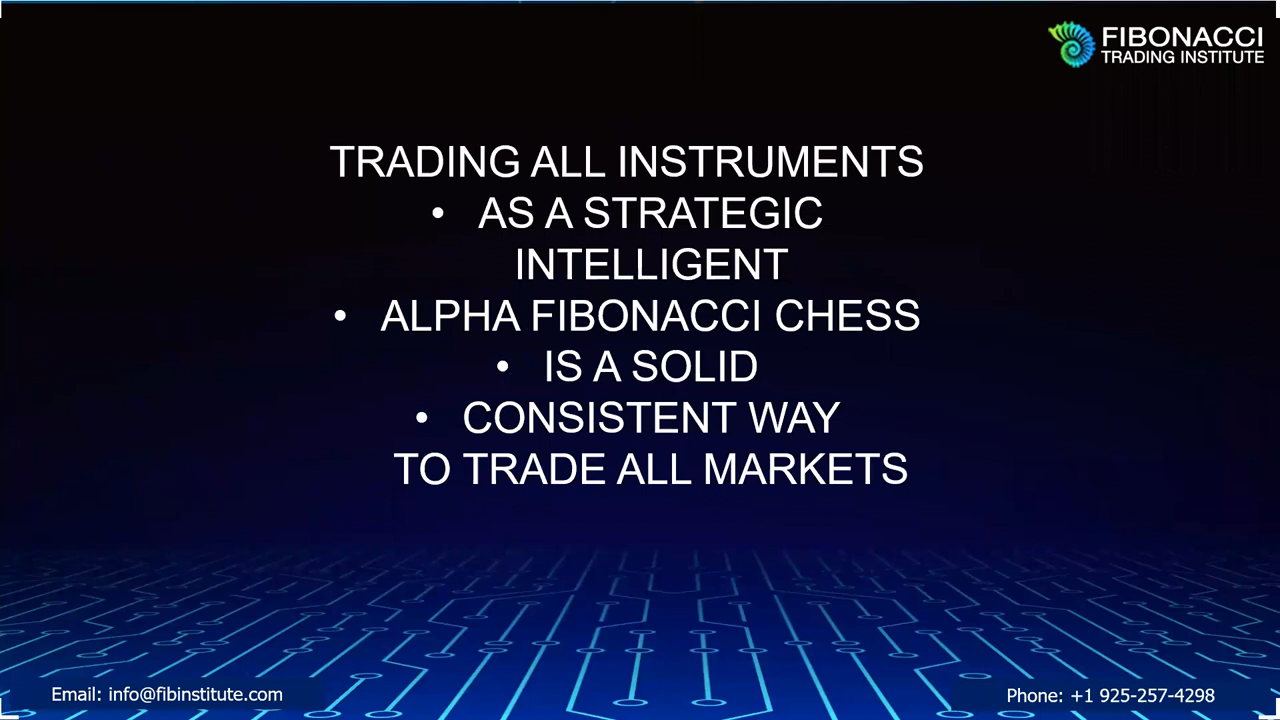 FIBONACCI
TRADING INSTITUTE
TRADING ALL INSTRUMENTS
• AS A STRATEGIC
INTELLIGENT
• ALPHA FIBONACCI CHESS
• IS A SOLID
• CONSISTENT WAY
TO TRADE ALL MARKETS
Email: info@fibinstitute.com
Phone: +1 925-257-4298